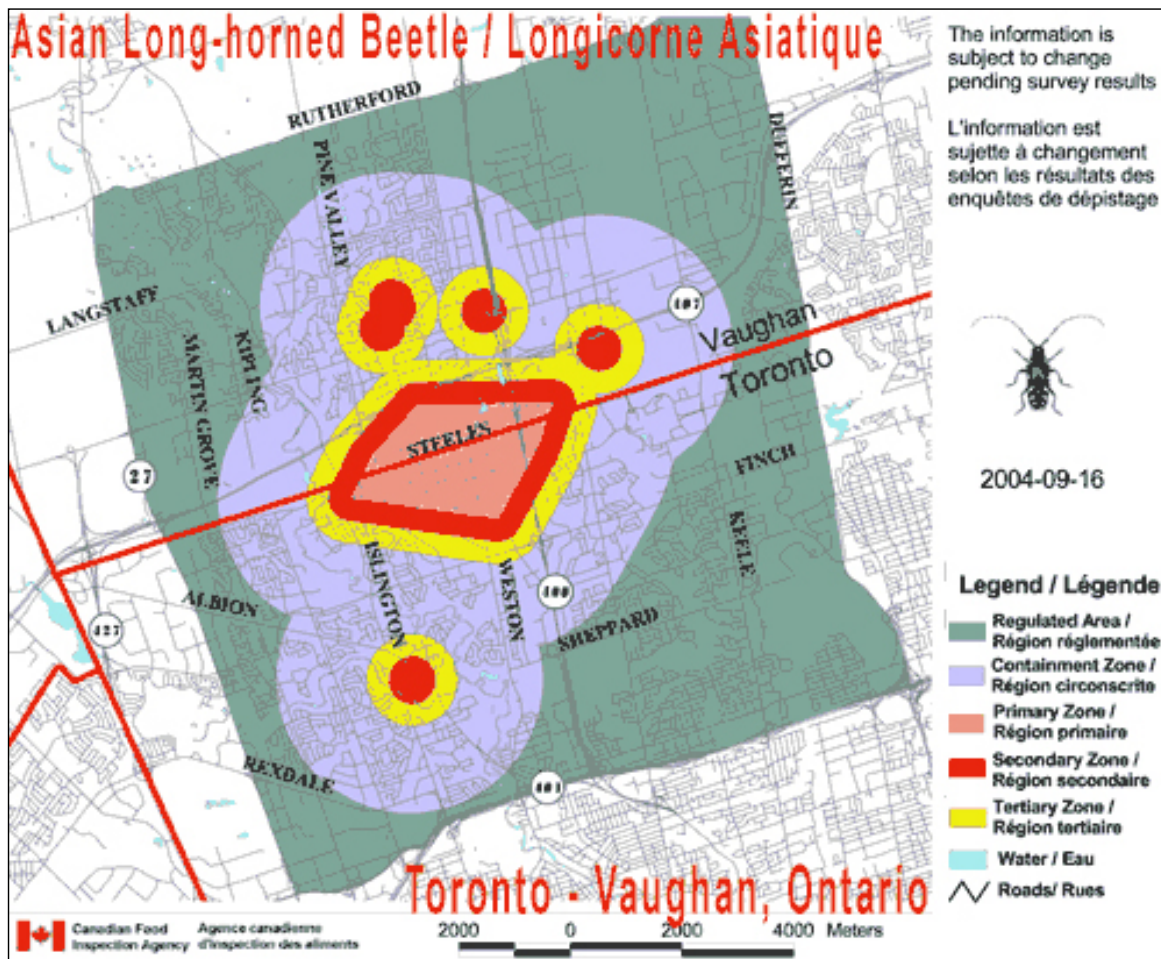 Asian Long-horned Beetle / Longicorne Asiatique
The information is
subject to change
pending survey results
L'information est
sujette à changement
selon les résultats des
enquêtes de dépistage
RUTHERFORD
PINE VALLEY
DUFFERIN
LANGSTAFF
MARTIN GROVE
KIPLING
407
Vaughan
Toronto
STEELES
27
FINCH
KEELE
2004-09-16
ISLINGTON
WESTON
400
ALBION
SHEPPARD
427
REXDALE
401
Legend / Légende
Regulated Area /
Région réglementée
Containment Zone /
Région circonscrite
Primary Zone /
Région primaire
Secondary Zone /
Région secondaire
Tertiary Zone /
Région tertiaire
Water / Eau
Roads/ Rues
Toronto - Vaughan, Ontario
Canadian Food
Inspection Agency
Agence canadienne
d'inspection des aliments
2000 0 2000 4000 Meters